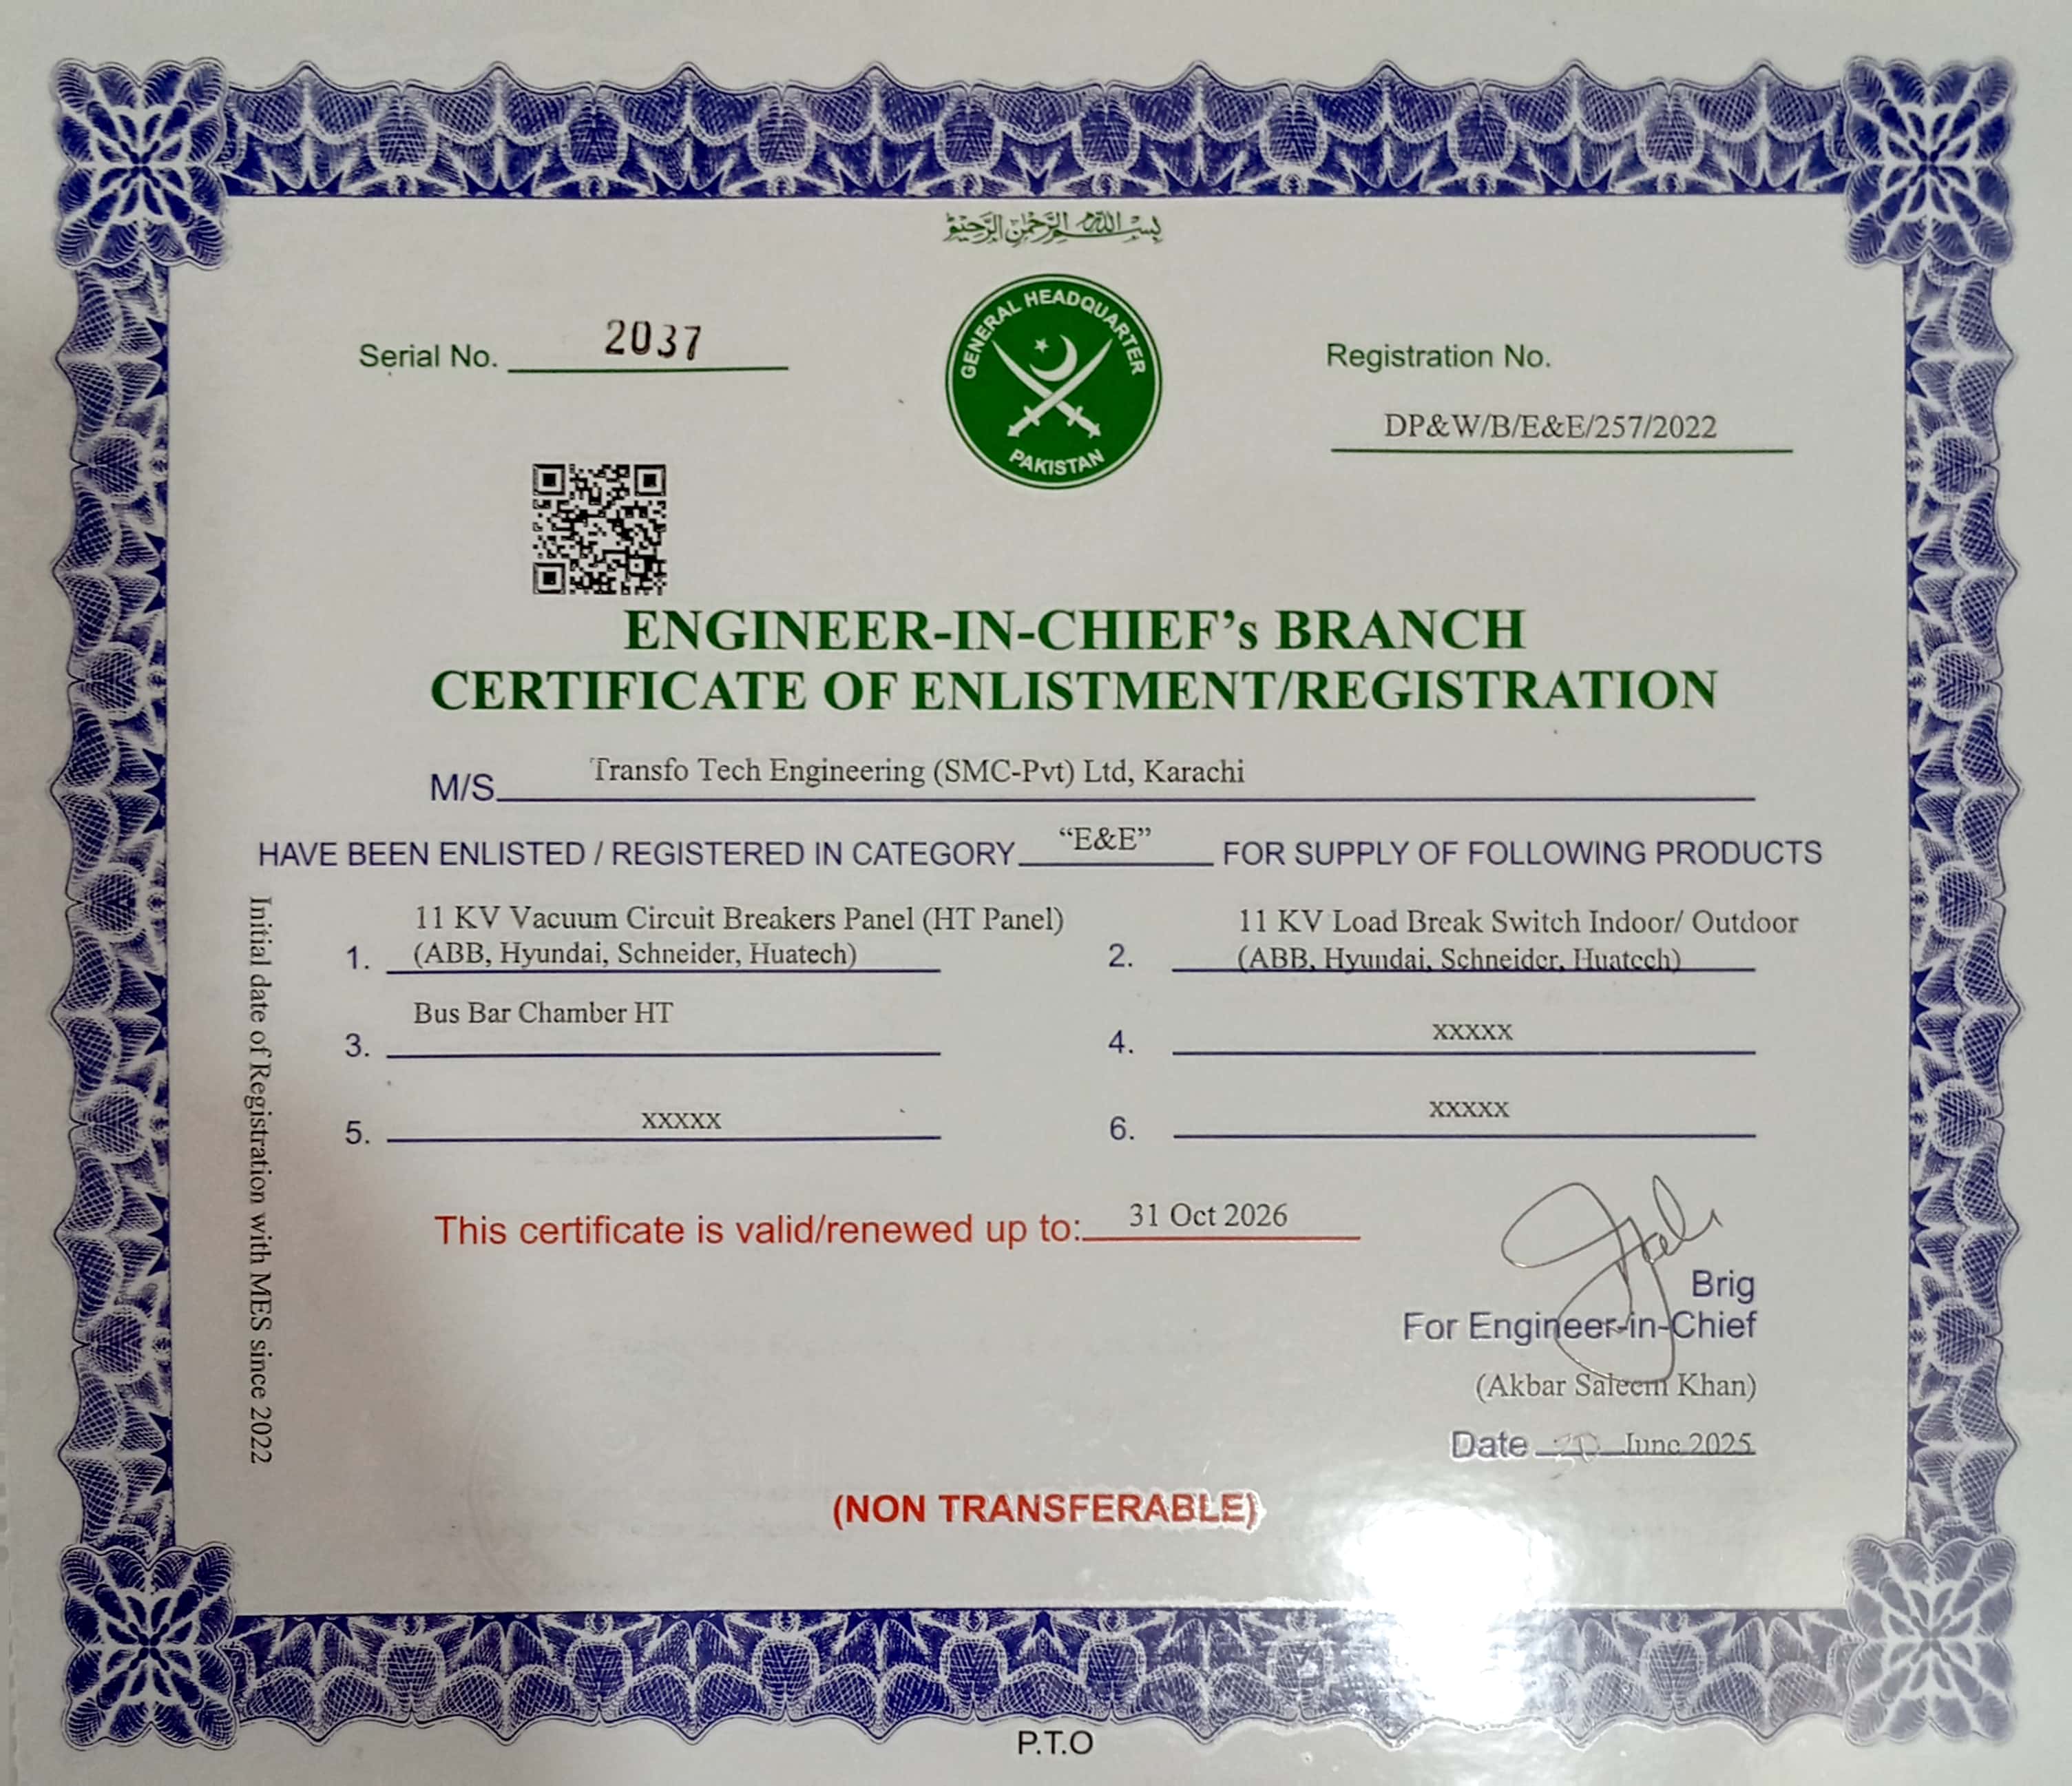 بِسْمِ اللهِ الرَّحْمٰنِ الرَّحِيْمِ
Serial No. 2037
GENERAL HEADQUARTER
PAKISTAN
Registration No.
DP&W/B/E&E/257/2022
ENGINEER-IN-CHIEF's BRANCH
CERTIFICATE OF ENLISTMENT/REGISTRATION
M/S Transfo Tech Engineering (SMC-Pvt) Ltd, Karachi
HAVE BEEN ENLISTED / REGISTERED IN CATEGORY “E&E” FOR SUPPLY OF FOLLOWING PRODUCTS
1. 11 KV Vacuum Circuit Breakers Panel (HT Panel)
(ABB, Hyundai, Schneider, Huatech)
2. 11 KV Load Break Switch Indoor/ Outdoor
(ABB, Hyundai, Schneider, Huatech)
3. Bus Bar Chamber HT
4. xxxxx
5. xxxxx
6. xxxxx
Initial date of Registration with MES since 2022
This certificate is valid/renewed up to: 31 Oct 2026
Brig
For Engineer-in-Chief
(Akbar Saleem Khan)
Date June 2025
(NON TRANSFERABLE)
P.T.O